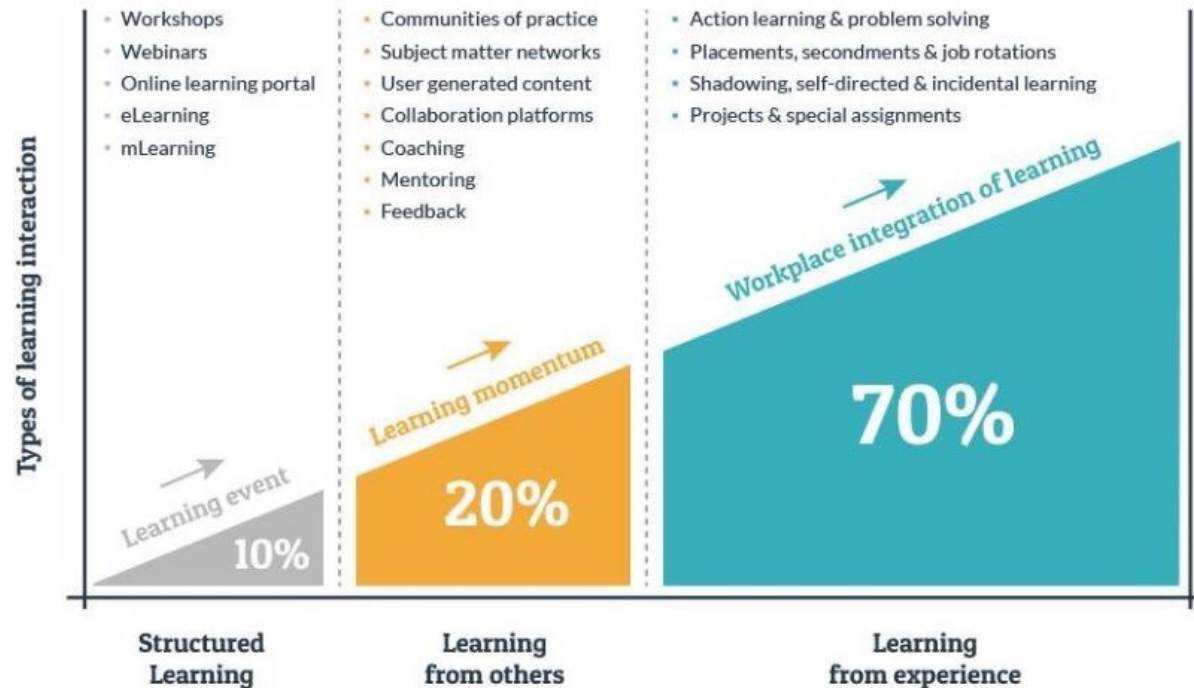 Workshops
Webinars
Online learning portal
eLearning
mLearning
Communities of practice
Subject matter networks
User generated content
Collaboration platforms
Coaching
Mentoring
Feedback
Action learning & problem solving
Placements, secondments & job rotations
Shadowing, self-directed & incidental learning
Projects & special assignments
Types of learning interaction
Learning event
10%
Learning momentum
20%
Workplace integration of learning
70%
Structured
Learning
Learning
from others
Learning
from experience